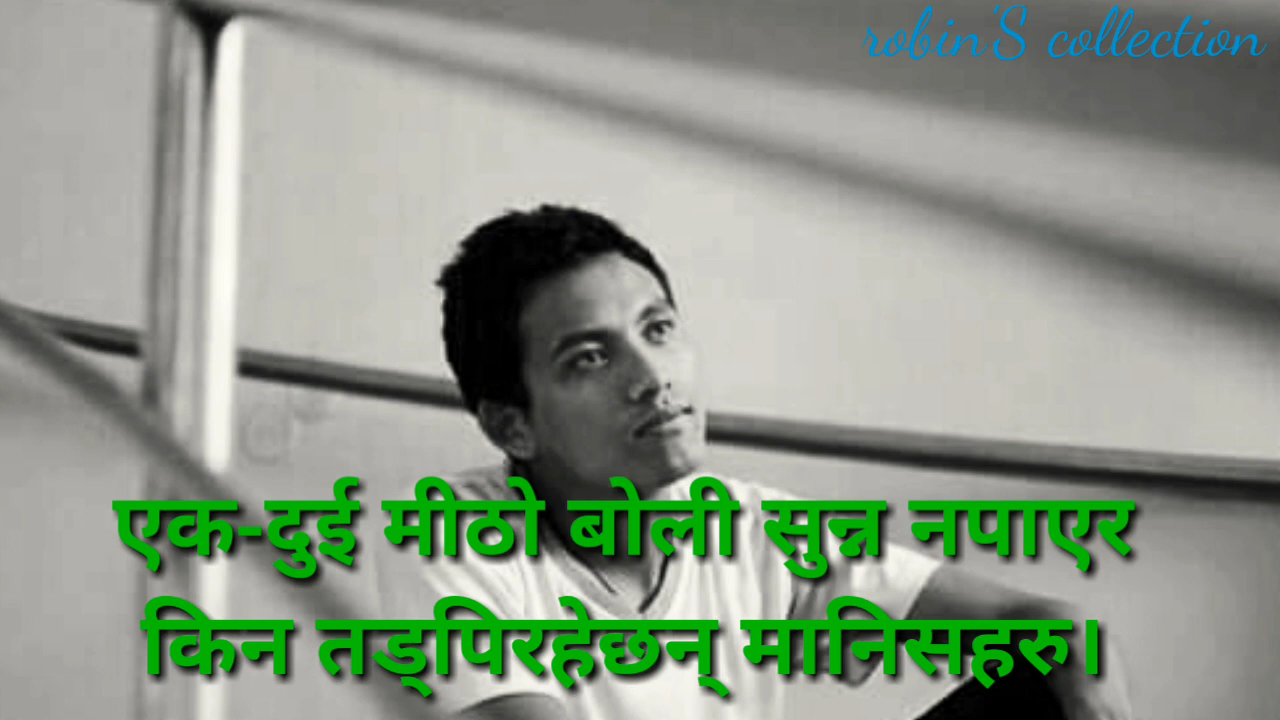 robin'S collection
एक-दुई मीठो बोली सुन्न नपाएर
किन तड्पिरहेछन् मानिसहरु।